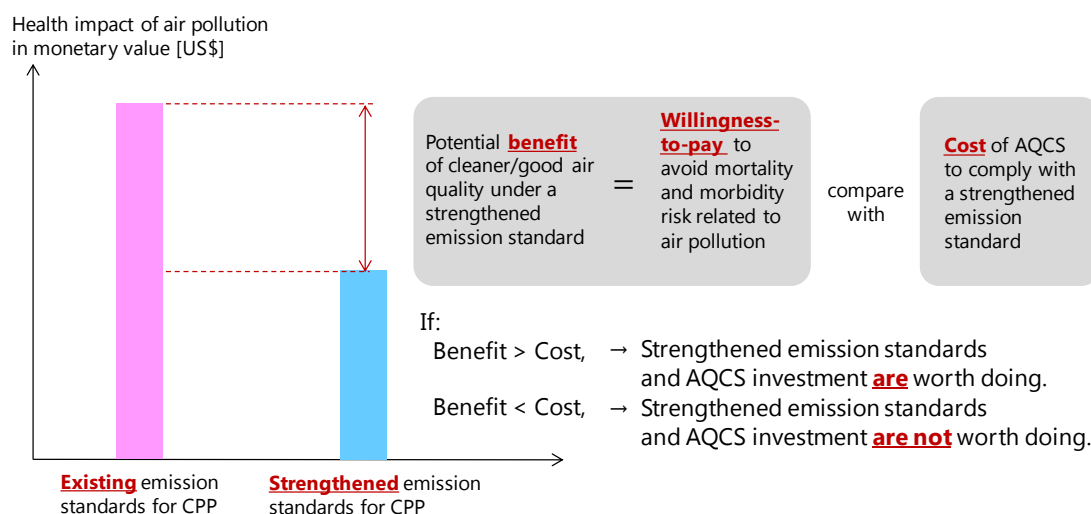 Health impact of air pollution
in monetary value [US$]
Potential benefit
of cleaner/good air
quality under a
strengthened
emission standard
=
Willingness-
to-pay to
avoid mortality
and morbidity
risk related to
air pollution
compare
with
Cost of AQCS
to comply with
a strengthened
emission
standard
If:
Benefit > Cost, → Strengthened emission standards
and AQCS investment are worth doing.
Benefit < Cost, → Strengthened emission standards
and AQCS investment are not worth doing.
Existing emission
standards for CPP
Strengthened emission
standards for CPP